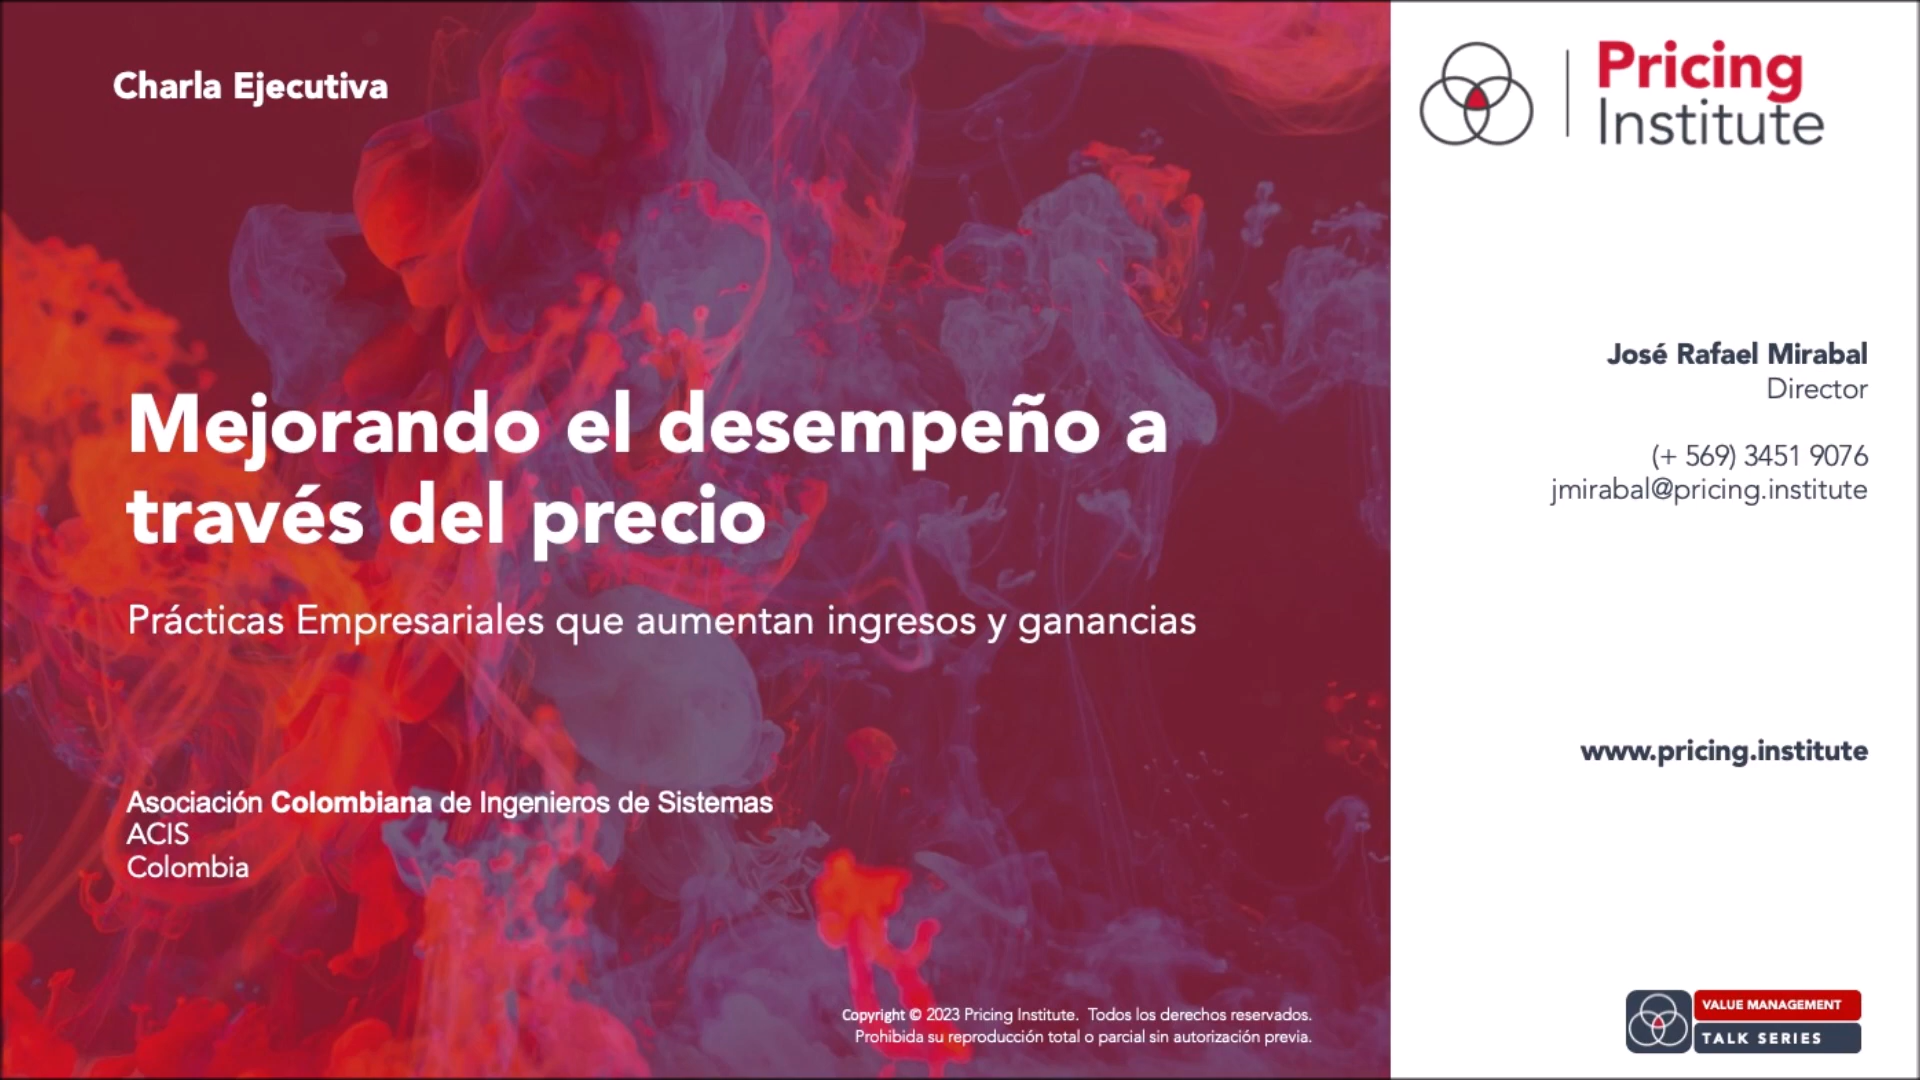 Charla Ejecutiva
Mejorando el desempeño a
través del precio
Prácticas Empresariales que aumentan ingresos y ganancias
Asociación Colombiana de Ingenieros de Sistemas
ACIS
Colombia
Copyright © 2023 Pricing Institute. Todos los derechos reservados.
Prohibida su reproducción total o parcial sin autorización previa.
Pricing
Institute
José Rafael Mirabal
Director
(+ 569) 3451 9076
jmirabal@pricing.institute
www.pricing.institute
VALUE MANAGEMENT
TALK SERIES